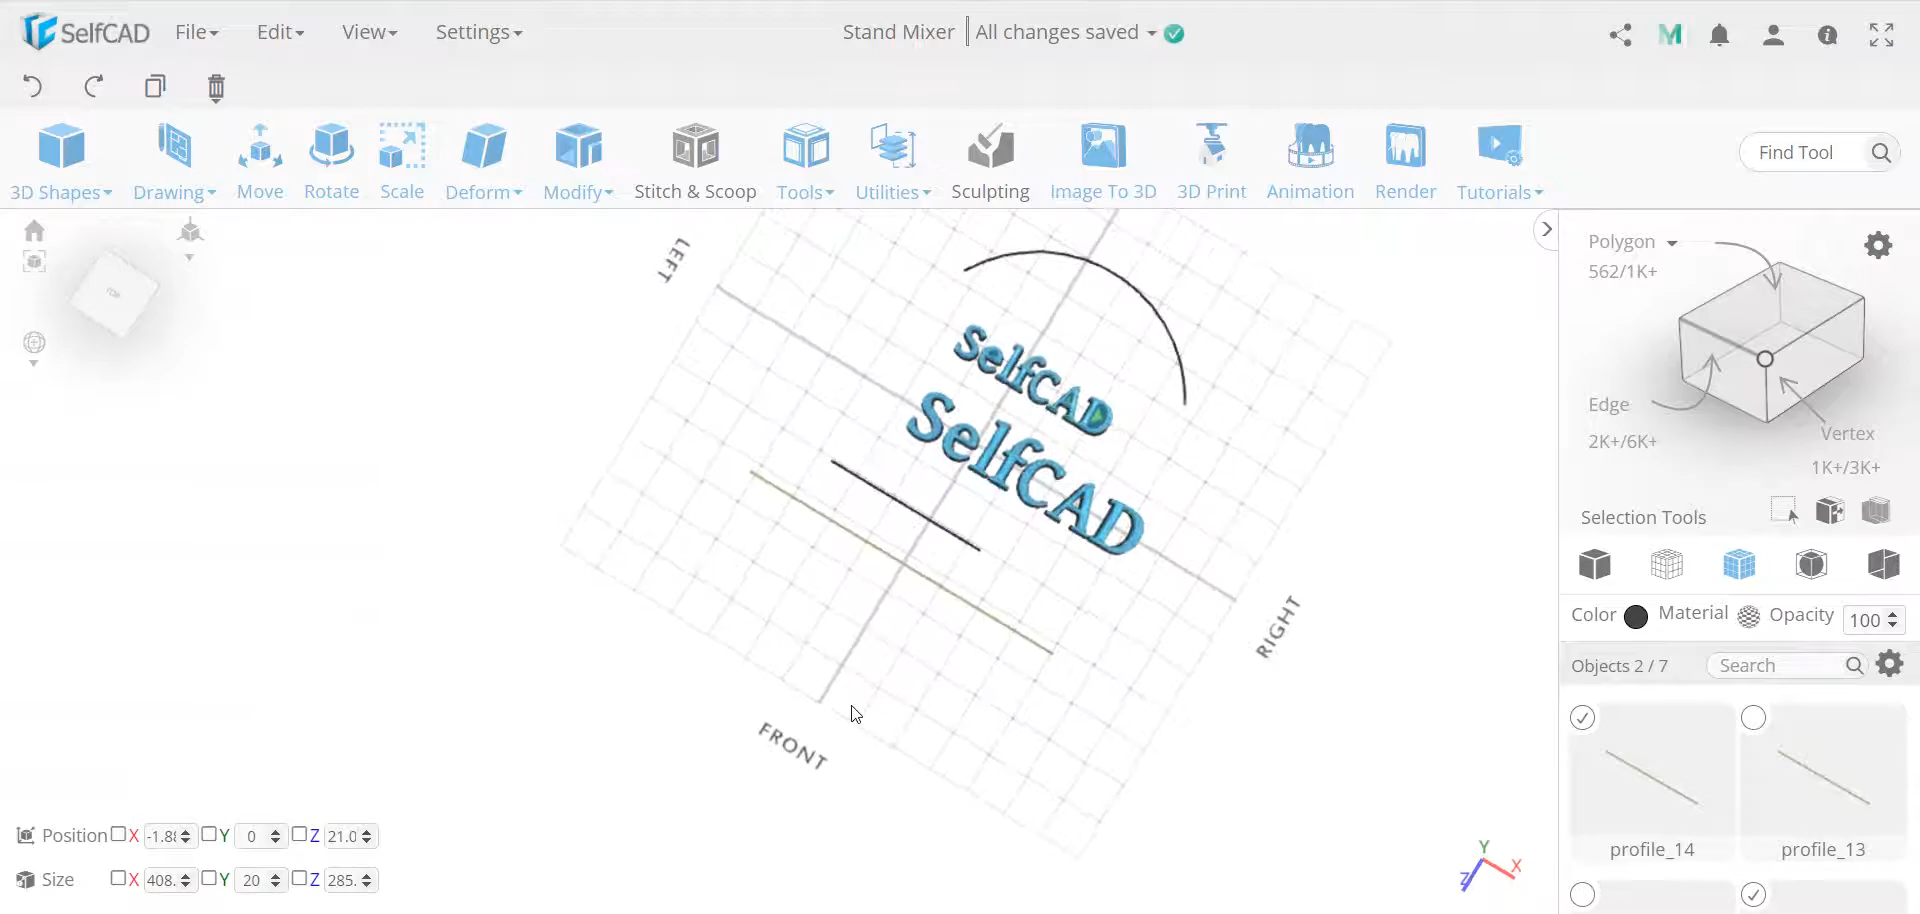 SelfCAD
File
Edit
View
Settings
Stand Mixer
All changes saved
M
3D Shapes
Drawing
Move
Rotate
Scale
Deform
Modify
Stitch & Scoop
Tools
Utilities
Sculpting
Image To 3D
3D Print
Animation
Render
Tutorials
Find Tool
LEFT
SelfCAD
SelfCAD
RIGHT
FRONT
Polygon
562/1K+
Edge
2K+/6K+
Vertex
1K+/3K+
Selection Tools
Color
Material
Opacity
100
Objects 2 / 7
Search
profile_14
profile_13
Position
X
Y
0
Z
21.0
Size
X
408.
Y
20
Z
285.
Y
X
Z